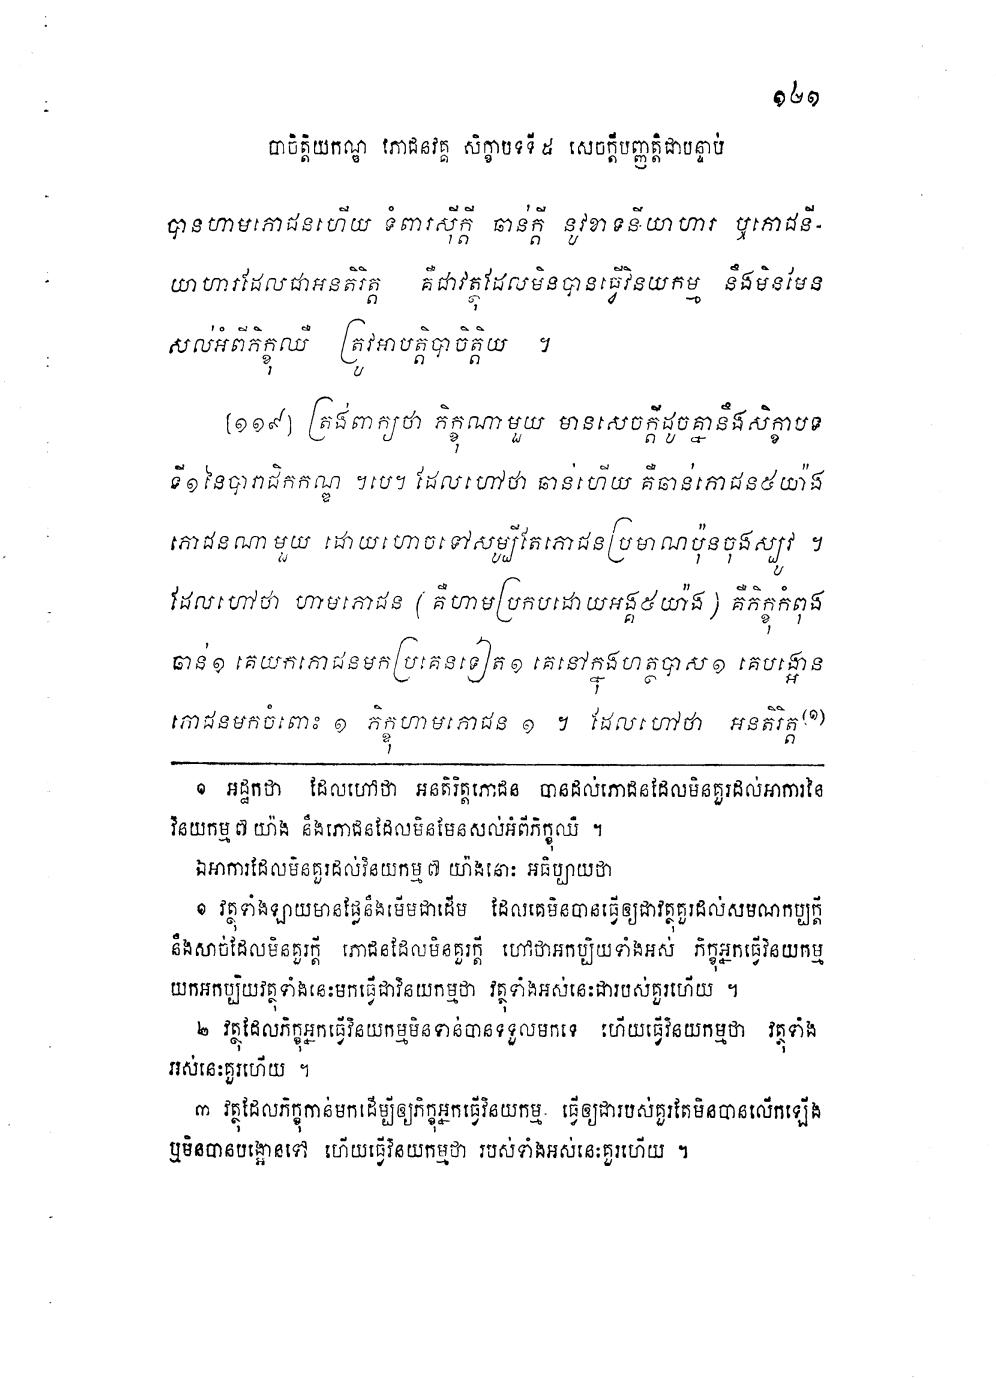 ១៤១
បាចិត្តិយកណ្ឌ ភោជនវគ្គ សិក្ខាបទទី ៥ សេចក្តីបញ្ញត្តិជាបន្ទាប់
បានហាមភោជនហើយ ទំពារស៊ីក្តី ឆាន់ក្តី នូវខាទនីយាហារ ឬភោជនី-
យាហារដែលជាអនតិរិត្ត គឺជាវត្ថុដែលមិនបានធ្វើវិនយកម្ម នឹងមិនមែន
សល់អំពីភិក្ខុឈឺ ត្រូវអាបត្តិបាចិត្តិយ ។
[១១៩] ត្រង់ពាក្យថា ភិក្ខុណាមួយ មានសេចក្តីដូចគ្នានឹងសិក្ខាបទ
ទី១ នៃបារាជិកកណ្ឌ ។បេ។ ដែលហៅថា ឆាន់ហើយ គឺឆាន់ភោជន៥យ៉ាង
ភោជនណាមួយ ដោយហោចទៅសម្បីតែភោជនប្រមាណប៉ុនចុងស្បូវ ។
ដែលហៅថា ហាមភោជន ( គឺហាមប្រកបដោយអង្គ៥យ៉ាង ) គឺភិក្ខុកំពុង
ឆាន់១ គេយកភោជនមកប្រគេនទៀត១ គេនៅក្នុងហត្ថបាស១ គេបង្អោន
ភោជនមកចំពោះ ១ ភិក្ខុហាមភោជន ១ ។ ដែលហៅថា អនតិរិត្ត(១)
១ អដ្ឋកថា ដែលហៅថា អនតិរិត្តភោជន បានដល់ភោជនដែលមិនគួរដល់អាការនៃ
វិនយកម្ម ៧ យ៉ាង នឹងភោជនដែលមិនមែនសល់អំពីភិក្ខុឈឺ ។
ឯអាការដែលមិនគួរដល់វិនយកម្ម ៧ យ៉ាងនោះ អធិប្បាយថា
១ វត្ថុទាំងឡាយមានផ្លែនឹងមើមជាដើម ដែលគេមិនបានធ្វើឲ្យជាវត្ថុគួរដល់សមណកប្បក្តី
នឹងសាច់ដែលមិនគួរក្តី ភោជនដែលមិនគួរក្តី ហៅថាអកប្បិយទាំងអស់ ភិក្ខុអ្នកធ្វើវិនយកម្ម
យកអកប្បិយវត្ថុទាំងនេះមកធ្វើជាវិនយកម្មថា វត្ថុទាំងអស់នេះជារបស់គួរហើយ ។
២ វត្ថុដែលភិក្ខុអ្នកធ្វើវិនយកម្មមិនទាន់បានទទួលមកទេ ហើយធ្វើវិនយកម្មថា វត្ថុទាំង
អស់នេះគួរហើយ ។
៣ វត្ថុដែលភិក្ខុកាន់មកដើម្បីឲ្យភិក្ខុអ្នកធ្វើវិនយកម្ម ធ្វើឲ្យជារបស់គួរតែមិនបានលើកឡើង
ឬមិនបានបង្អោនទៅ ហើយធ្វើវិនយកម្មថា របស់ទាំងអស់នេះគួរហើយ ។